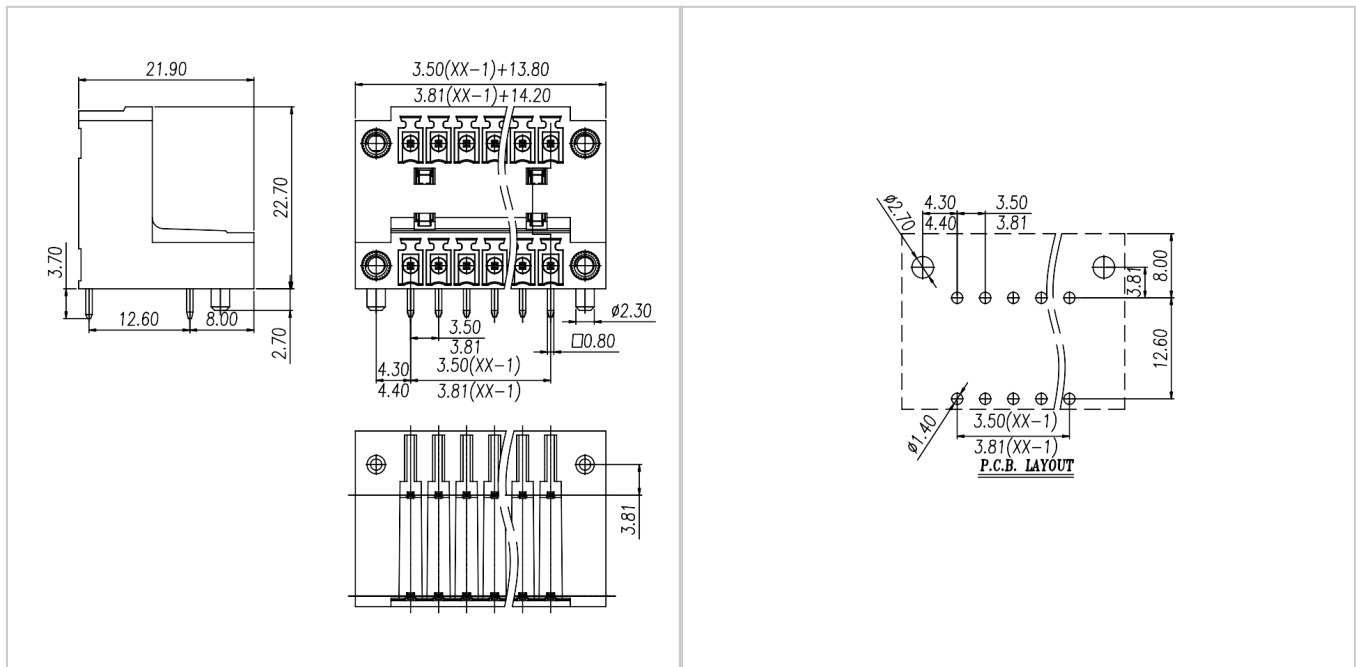 21.90
22.70
3.70
12.60
8.00
2.70
3.50(XX-1)+13.80
3.81(XX-1)+14.20
ø2.30
3.50
3.81
□0.80
4.30
4.40
3.50(XX-1)
3.81(XX-1)
3.81
ø2.70
4.30
4.40
3.50
3.81
8.00
3.81
12.60
ø1.40
3.50(XX-1)
3.81(XX-1)
P.C.B. LAYOUT